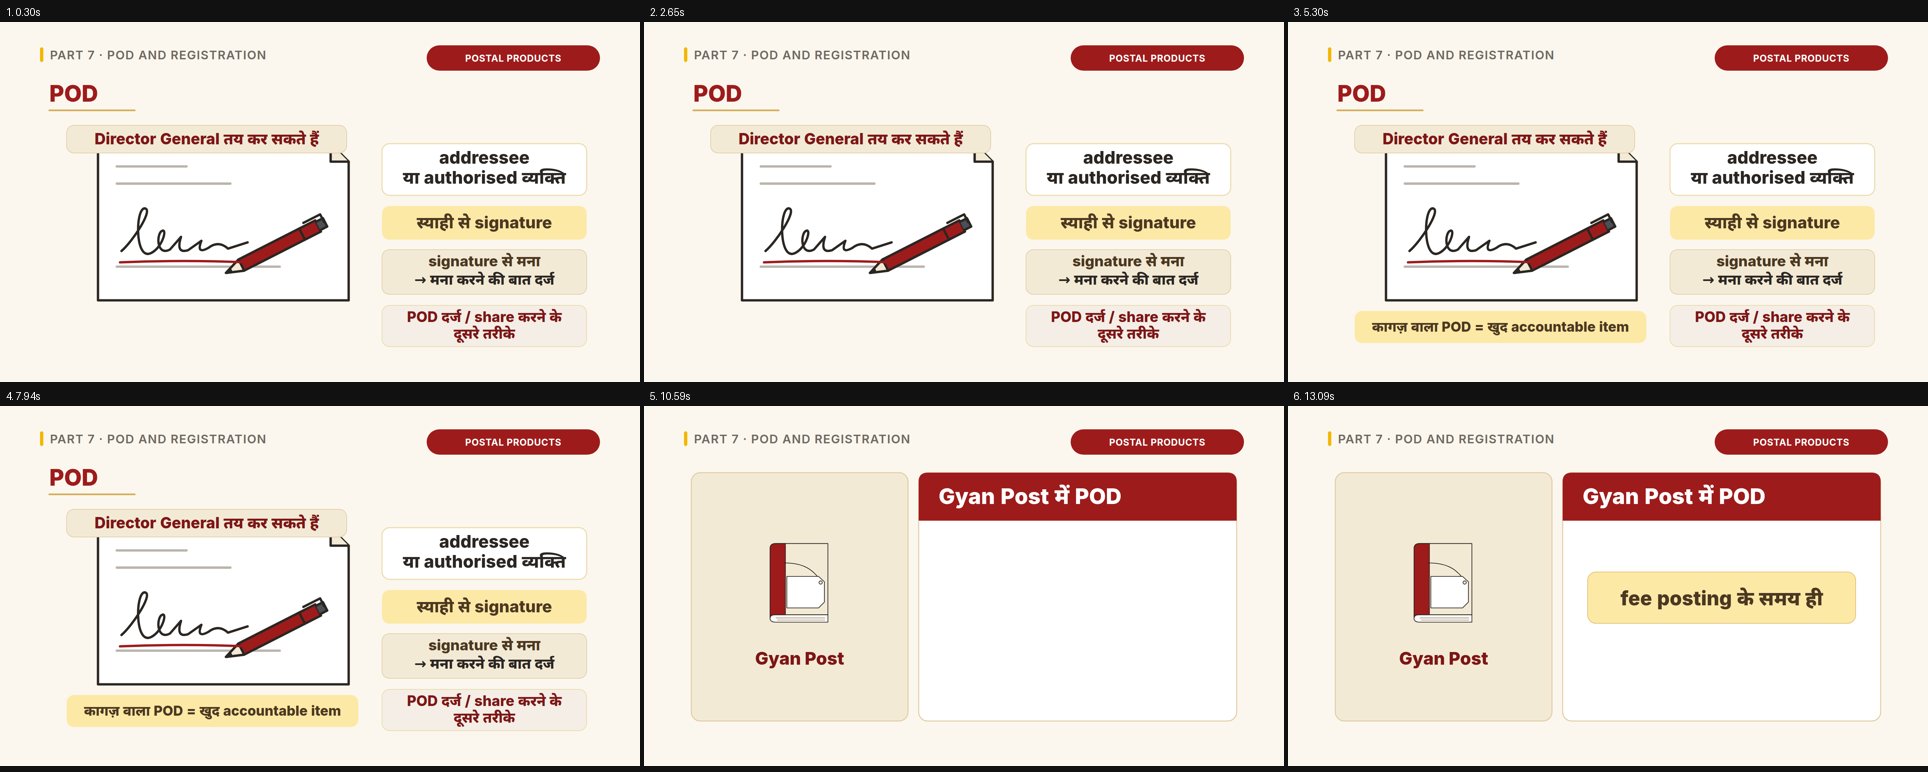 1. 0.30s
PART 7 · POD AND REGISTRATION
POSTAL PRODUCTS
POD
Director General तय कर सकते हैं
addressee
या authorised व्यक्ति
स्याही से signature
signature से मना
→ मना करने की बात दर्ज
POD दर्ज / share करने के
दूसरे तरीके
2. 2.65s
PART 7 · POD AND REGISTRATION
POSTAL PRODUCTS
POD
Director General तय कर सकते हैं
addressee
या authorised व्यक्ति
स्याही से signature
signature से मना
→ मना करने की बात दर्ज
POD दर्ज / share करने के
दूसरे तरीके
3. 5.30s
PART 7 · POD AND REGISTRATION
POSTAL PRODUCTS
POD
Director General तय कर सकते हैं
addressee
या authorised व्यक्ति
स्याही से signature
signature से मना
→ मना करने की बात दर्ज
POD दर्ज / share करने के
दूसरे तरीके
कागज़ वाला POD = खुद accountable item
4. 7.94s
PART 7 · POD AND REGISTRATION
POSTAL PRODUCTS
POD
Director General तय कर सकते हैं
addressee
या authorised व्यक्ति
स्याही से signature
signature से मना
→ मना करने की बात दर्ज
POD दर्ज / share करने के
दूसरे तरीके
कागज़ वाला POD = खुद accountable item
5. 10.59s
PART 7 · POD AND REGISTRATION
POSTAL PRODUCTS
Gyan Post में POD
Gyan Post
6. 13.09s
PART 7 · POD AND REGISTRATION
POSTAL PRODUCTS
Gyan Post में POD
fee posting के समय ही
Gyan Post